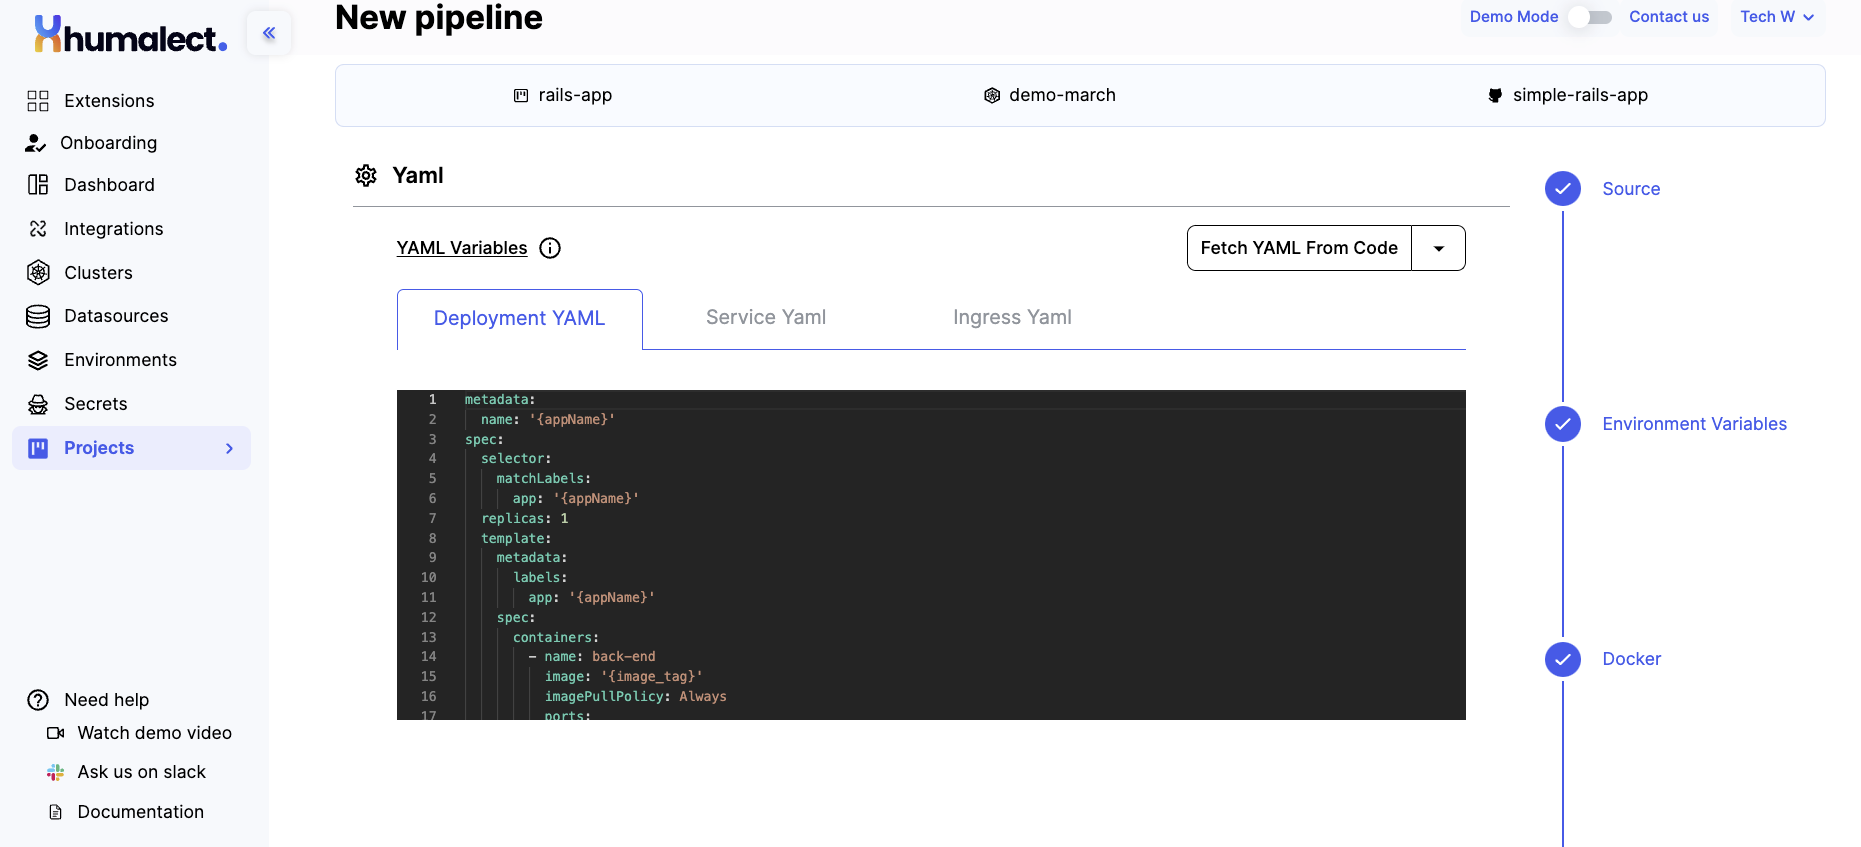 humalect.
New pipeline
Demo Mode
Contact us
Tech W
Extensions
Onboarding
Dashboard
Integrations
Clusters
Datasources
Environments
Secrets
Projects
Need help
Watch demo video
Ask us on slack
Documentation
rails-app
demo-march
simple-rails-app
Yaml
YAML Variables
Fetch YAML From Code
Deployment YAML
Service Yaml
Ingress Yaml
1 metadata:
2 name: '{appName}'
3 spec:
4 selector:
5 matchLabels:
6 app: '{appName}'
7 replicas: 1
8 template:
9 metadata:
10 labels:
11 app: '{appName}'
12 spec:
13 containers:
14 - name: back-end
15 image: '{image_tag}'
16 imagePullPolicy: Always
17 ports:
Source
Environment Variables
Docker